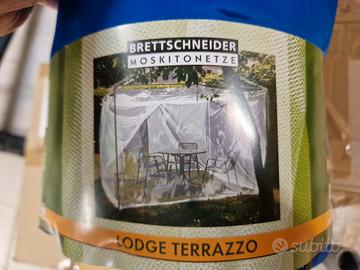 BRETTSCHNEIDER
MOSKITONETZE
LODGE TERRAZZO
subito